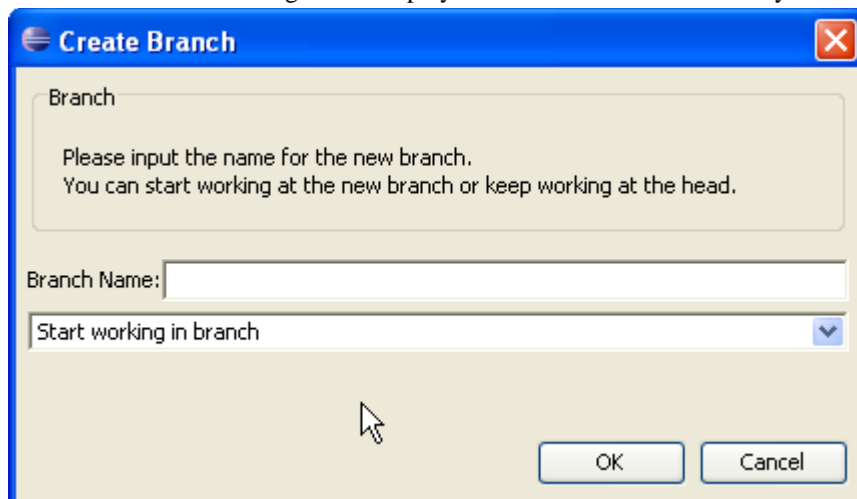 Create Branch
Branch
Please input the name for the new branch.
You can start working at the new branch or keep working at the head.
Branch Name:
Start working in branch
OK Cancel